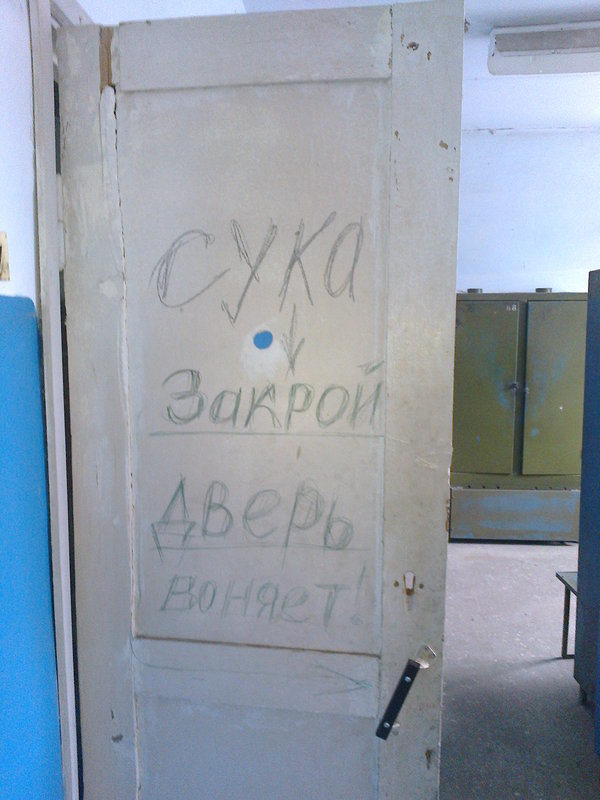 Сука
Закрой
Дверь
воняет!